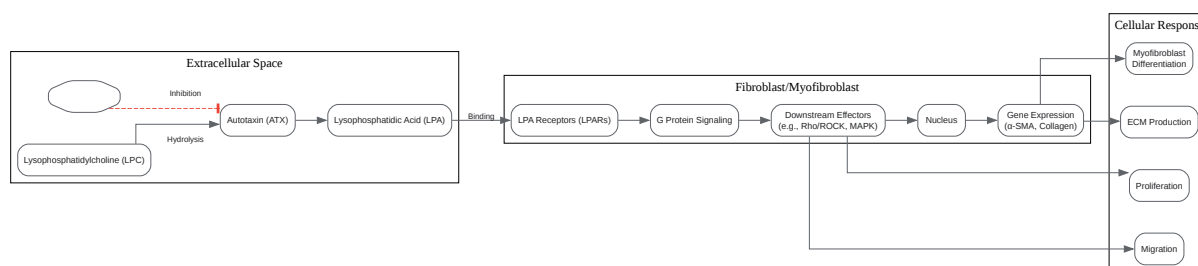 Cellular Respons
Extracellular Space
Myofibroblast
Differentiation
Fibroblast/Myofibroblast
Inhibition
Autotaxin (ATX)
Lysophosphatidic Acid (LPA)
Binding
LPA Receptors (LPARs)
G Protein Signaling
Downstream Effectors
(e.g., Rho/ROCK, MAPK)
Nucleus
Gene Expression
(α-SMA, Collagen)
ECM Production
Hydrolysis
Lysophosphatidylcholine (LPC)
Proliferation
Migration